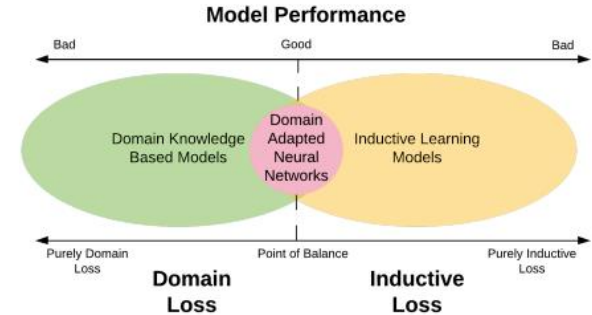 Model Performance
Bad
Good
Bad
Domain Knowledge
Based Models
Domain
Adapted
Neural
Networks
Inductive Learning
Models
Purely Domain
Loss
Point of Balance
Purely Inductive
Loss
Domain
Loss
Inductive
Loss